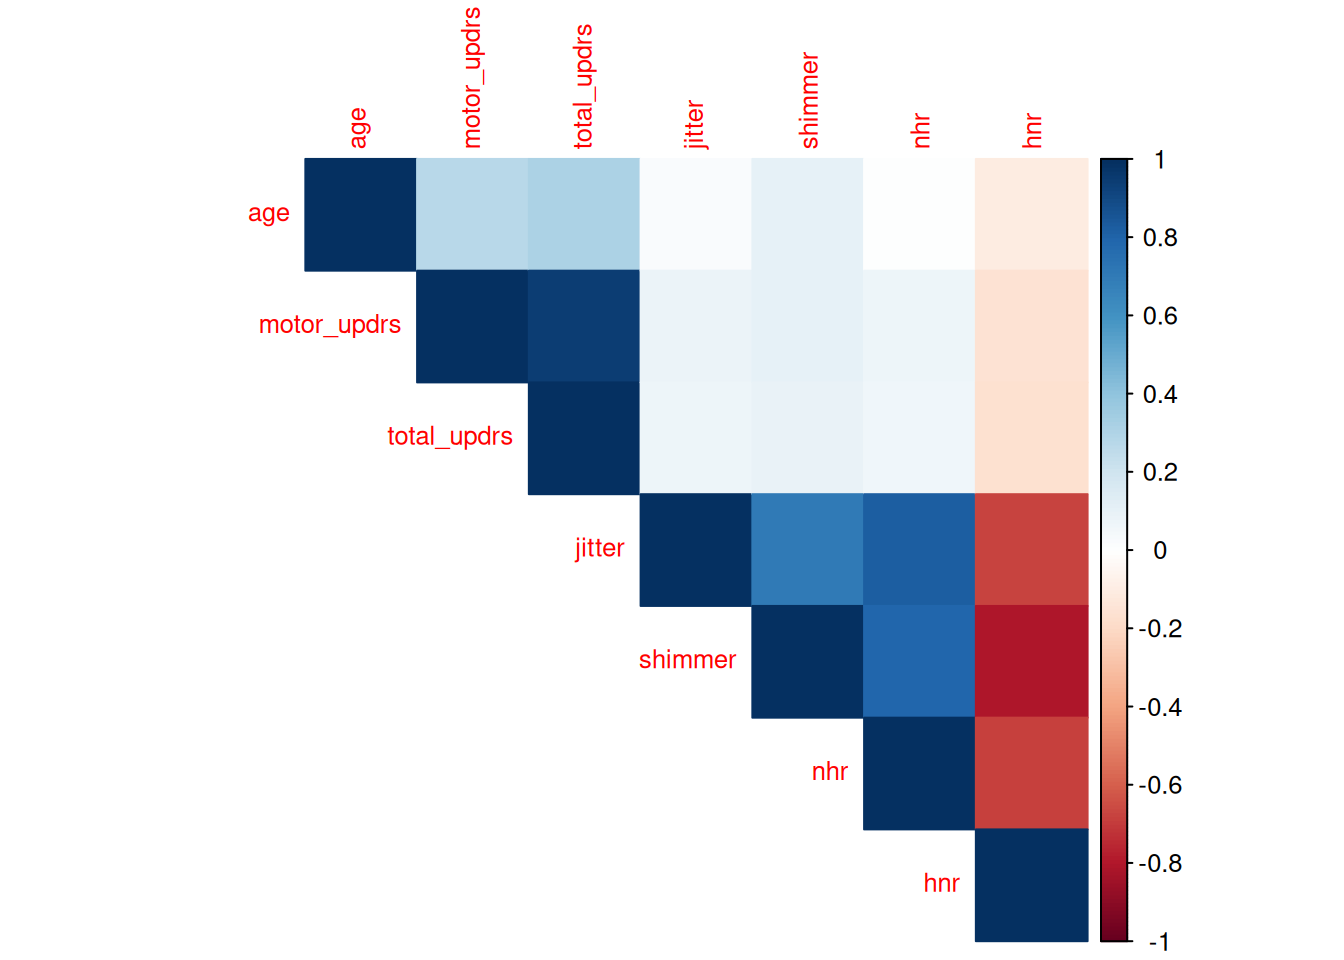 age
motor_updrs
total_updrs
jitter
shimmer
nhr
hnr
age
motor_updrs
total_updrs
jitter
shimmer
nhr
hnr
1
0.8
0.6
0.4
0.2
0
-0.2
-0.4
-0.6
-0.8
-1